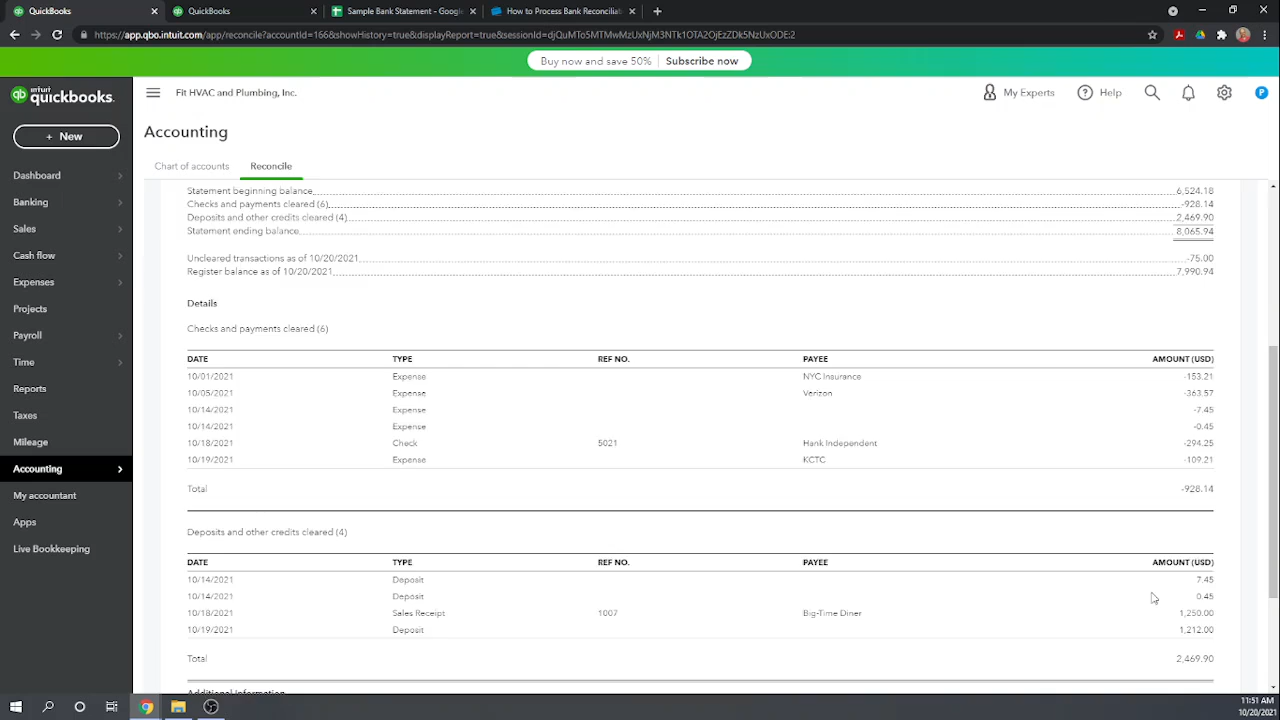 QuickBooks
QuickBooks
Sample Bank Statement - Google
How to Process Bank Reconciliat
https://app.qbo.intuit.com/app/reconcile?accountId=166&showHistory=true&displayReport=true&sessionId=
Buy now and save 50% Subscribe now
intuit quickbooks.
Fit HVAC and Plumbing, Inc.
My Experts
Help
P
+ New
Accounting
Chart of accounts Reconcile
Dashboard
Banking
Sales
Cash flow
Expenses
Projects
Payroll
Time
Reports
Taxes
Mileage
Accounting
My accountant
Apps
Live Bookkeeping
Statement beginning balance 6,524.18
Checks and payments cleared (6) -928.14
Deposits and other credits cleared (4) 2,469.90
Statement ending balance 8,065.94
Uncleared transactions as of 10/20/2021 -75.00
Register balance as of 10/20/2021 7,990.94
Details
Checks and payments cleared (6)
DATE TYPE REF NO. PAYEE AMOUNT (USD)
10/01/2021 Expense NYC Insurance -153.21
10/05/2021 Expense Verizon -363.57
10/14/2021 Expense -7.45
10/14/2021 Expense -0.45
10/18/2021 Check 5021 Hank Independent -294.25
10/19/2021 Expense KCTC -109.21
Total -928.14
Deposits and other credits cleared (4)
DATE TYPE REF NO. PAYEE AMOUNT (USD)
10/14/2021 Deposit 7.45
10/14/2021 Deposit 0.45
10/18/2021 Sales Receipt 1007 Big-Time Diner 1,250.00
10/19/2021 Deposit 1,212.00
Total 2,469.90
Additional Information
11:51 AM
10/20/2021